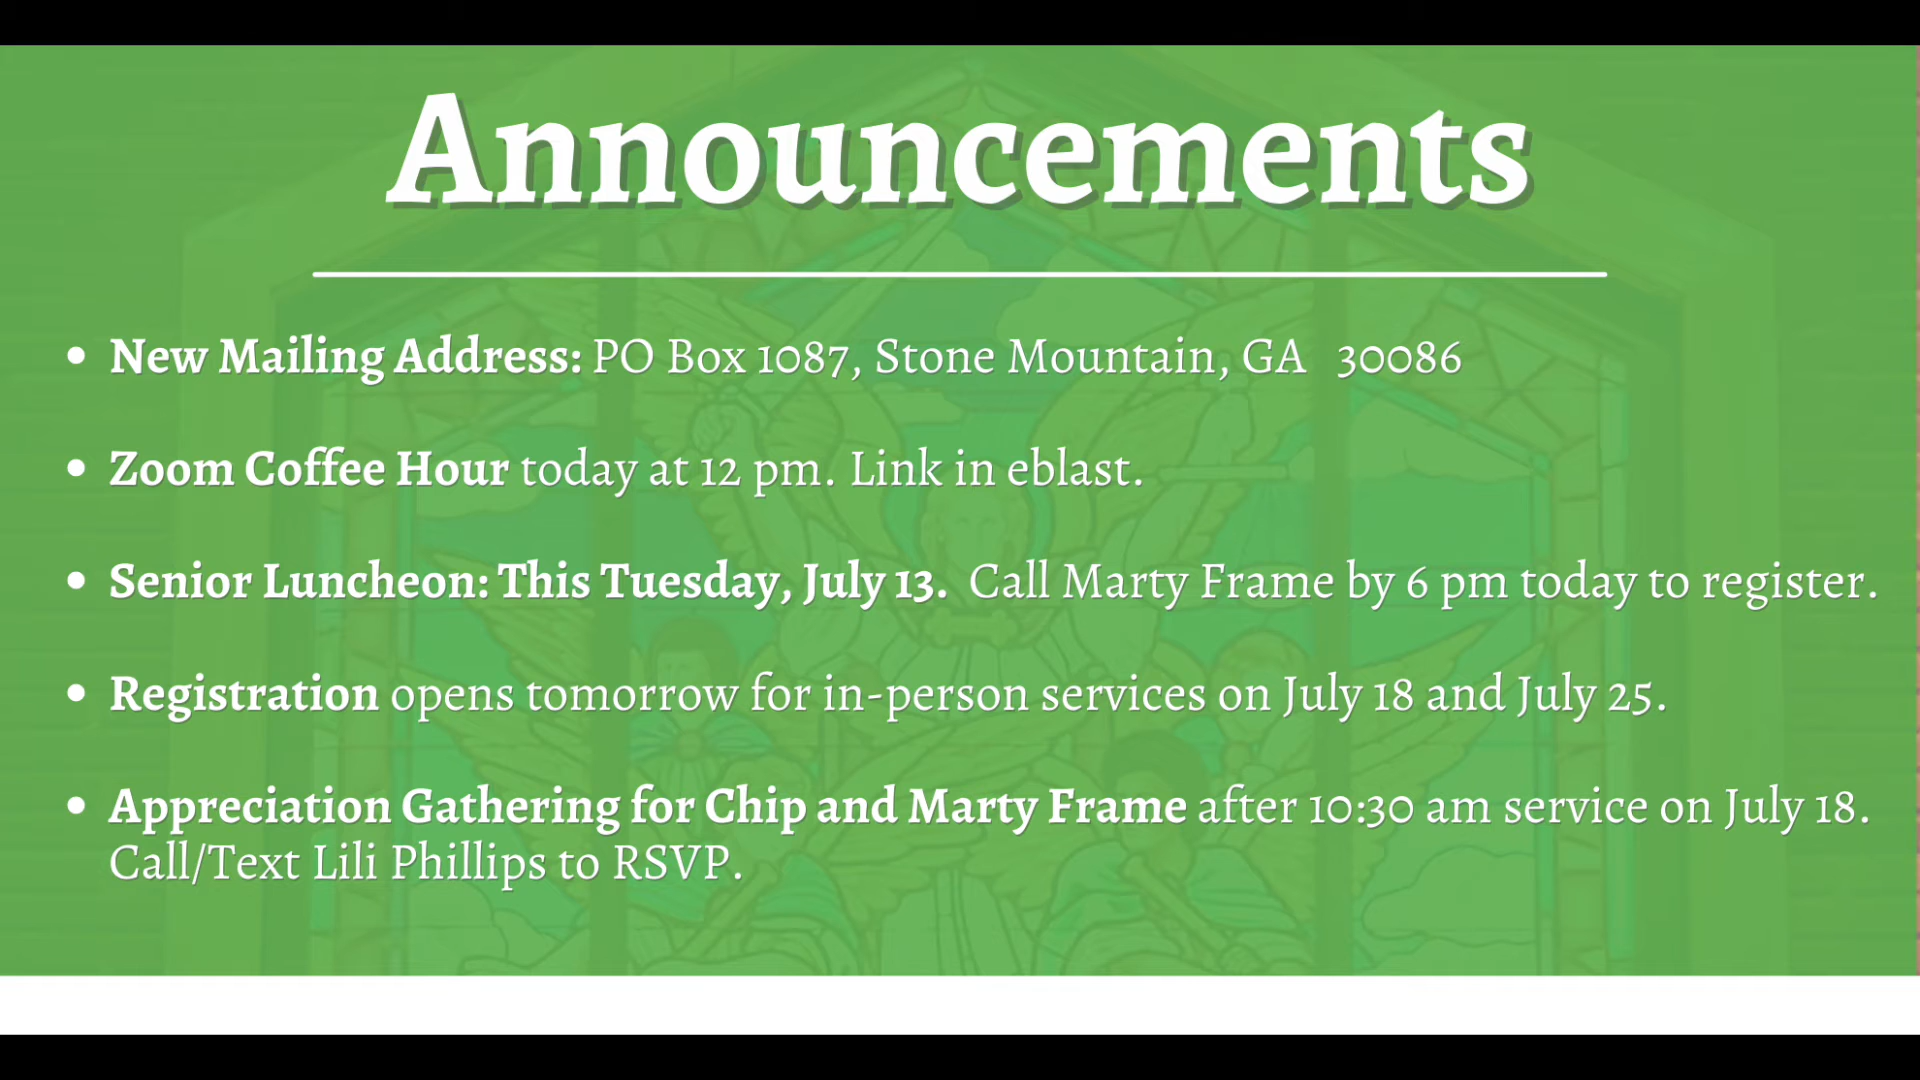 Announcements
• New Mailing Address: PO Box 1087, Stone Mountain, GA 30086
• Zoom Coffee Hour today at 12 pm. Link in eblast.
• Senior Luncheon: This Tuesday, July 13. Call Marty Frame by 6 pm today to register.
• Registration opens tomorrow for in-person services on July 18 and July 25.
• Appreciation Gathering for Chip and Marty Frame after 10:30 am service on July 18.
Call/Text Lili Phillips to RSVP.